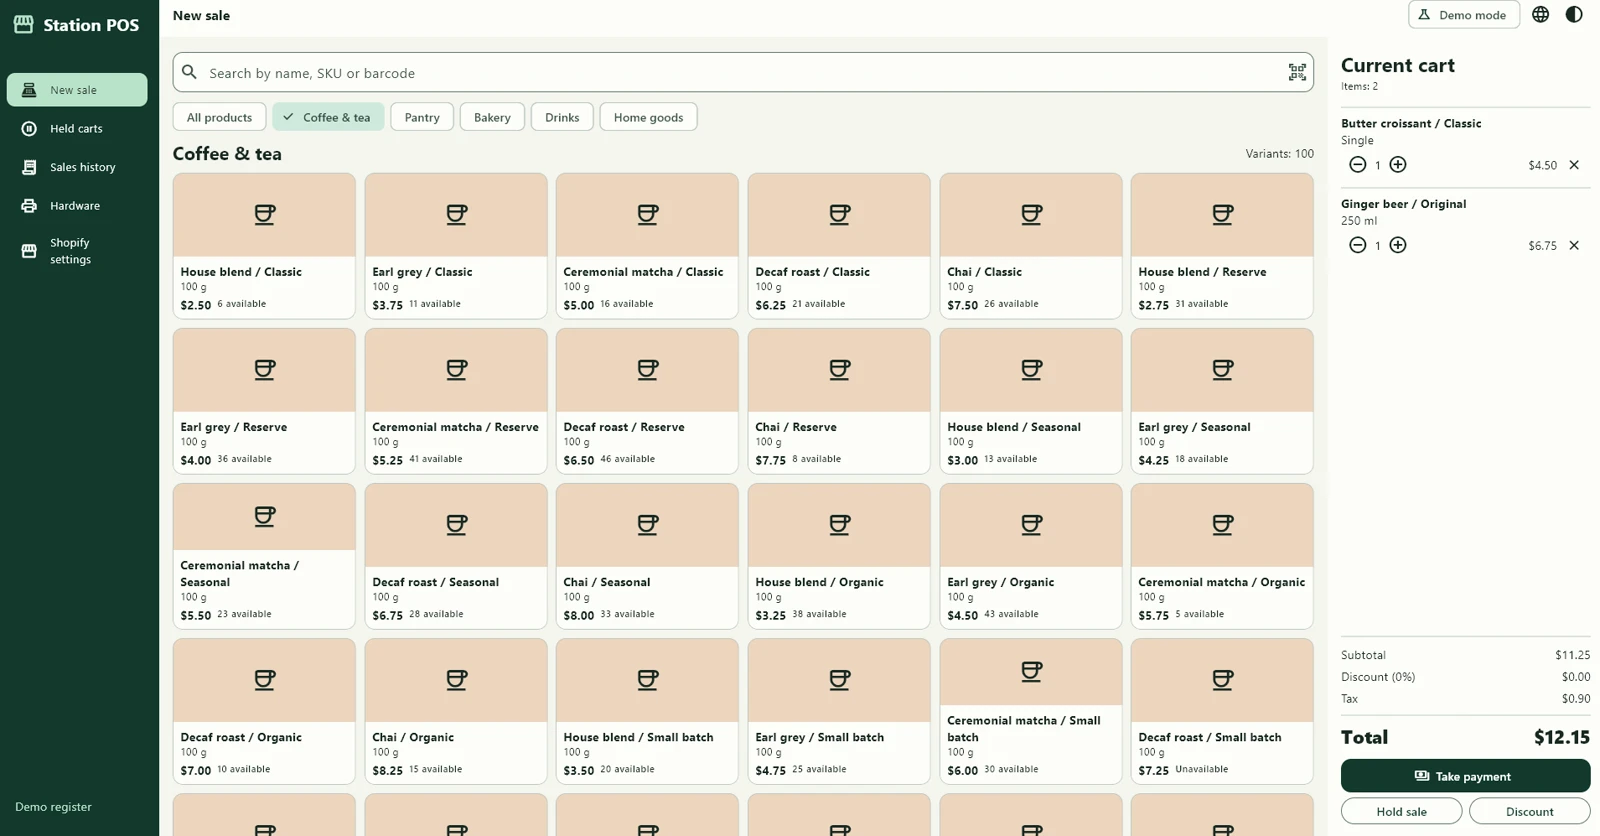 Station POS
New sale
Held carts
Sales history
Hardware
Shopify
settings
Demo register
New sale
Demo mode
Search by name, SKU or barcode
All products
Coffee & tea
Pantry
Bakery
Drinks
Home goods
Coffee & tea
Variants: 100
House blend / Classic
100 g
$2.50 6 available
Earl grey / Classic
100 g
$3.75 11 available
Ceremonial matcha / Classic
100 g
$5.00 16 available
Decaf roast / Classic
100 g
$6.25 21 available
Chai / Classic
100 g
$7.50 26 available
House blend / Reserve
100 g
$2.75 31 available
Earl grey / Reserve
100 g
$4.00 36 available
Ceremonial matcha / Reserve
100 g
$5.25 41 available
Decaf roast / Reserve
100 g
$6.50 46 available
Chai / Reserve
100 g
$7.75 8 available
House blend / Seasonal
100 g
$3.00 13 available
Earl grey / Seasonal
100 g
$4.25 18 available
Ceremonial matcha /
Seasonal
100 g
$5.50 23 available
Decaf roast / Seasonal
100 g
$6.75 28 available
Chai / Seasonal
100 g
$8.00 33 available
House blend / Organic
100 g
$3.25 38 available
Earl grey / Organic
100 g
$4.50 43 available
Ceremonial matcha / Organic
100 g
$5.75 5 available
Decaf roast / Organic
100 g
$7.00 10 available
Chai / Organic
100 g
$8.25 15 available
House blend / Small batch
100 g
$3.50 20 available
Earl grey / Small batch
100 g
$4.75 25 available
Ceremonial matcha / Small
batch
100 g
$6.00 30 available
Decaf roast / Small batch
100 g
$7.25 Unavailable
Current cart
Items: 2
Butter croissant / Classic
Single
1 $4.50
Ginger beer / Original
250 ml
1 $6.75
Subtotal $11.25
Discount (0%) $0.00
Tax $0.90
Total $12.15
Take payment
Hold sale
Discount